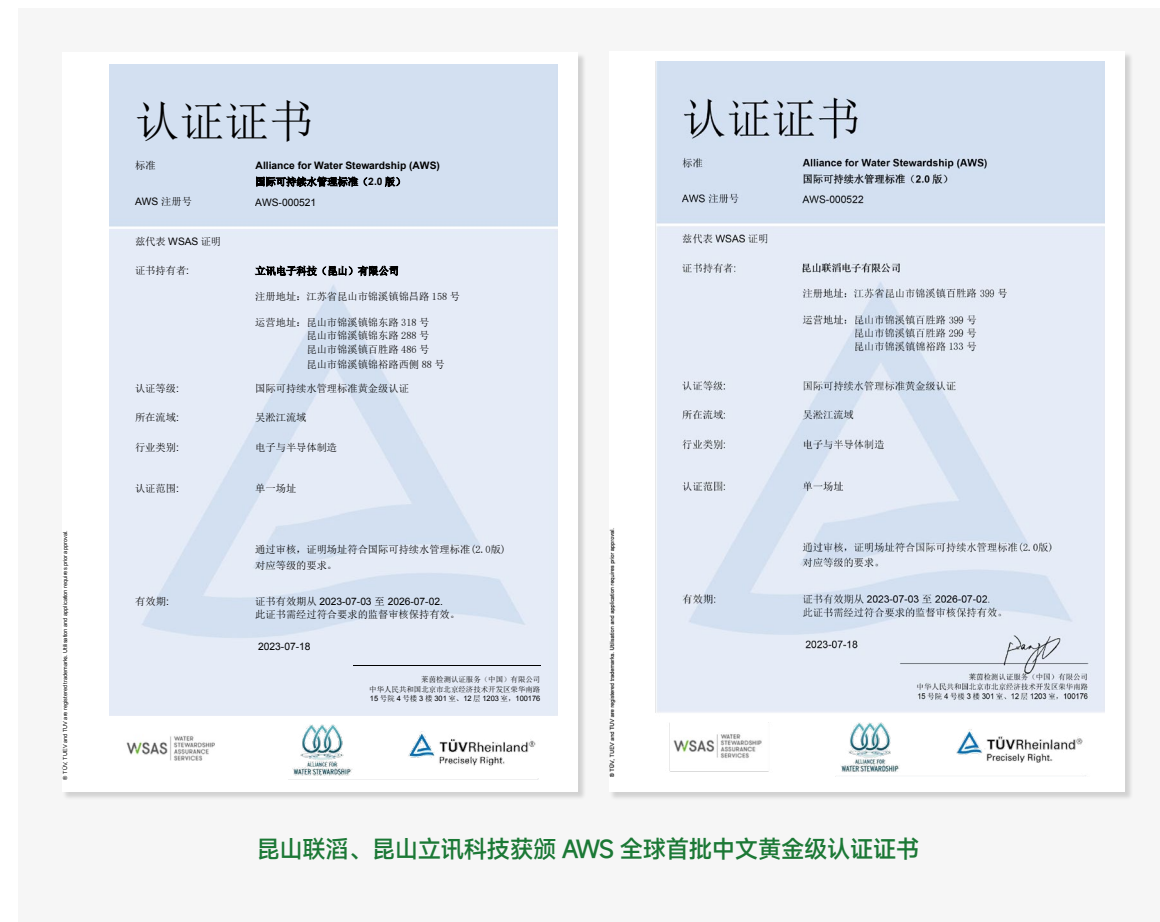 认证证书
标准
Alliance for Water Stewardship (AWS)
国际可持续水管理标准（2.0 版）
AWS 注册号
AWS-000521
兹代表 WSAS 证明
证书持有者:
立讯电子科技（昆山）有限公司
注册地址：江苏省昆山市锦溪镇锦昌路 158 号
运营地址：昆山市锦溪镇锦东路 318 号
昆山市锦溪镇锦东路 288 号
昆山市锦溪镇百胜路 486 号
昆山市锦溪镇锦裕路西侧 88 号
认证等级:
国际可持续水管理标准黄金级认证
所在流域:
吴淞江流域
行业类别:
电子与半导体制造
认证范围:
单一场址
通过审核，证明场址符合国际可持续水管理标准(2.0版)
对应等级的要求。
有效期:
证书有效期从 2023-07-03 至 2026-07-02.
此证书需经过符合要求的监督审核保持有效。
2023-07-18
莱茵检测认证服务（中国）有限公司
中华人民共和国北京市北京经济技术开发区荣华南路
15 号院 4 号楼 3 楼 301 室、12 层 1203 室，100176
® TÜV, TUEV and TUV are registered trademarks. Utilisation and application requires prior approval.
WSAS
WATER
STEWARDSHIP
ASSURANCE
SERVICES
ALLIANCE FOR
WATER STEWARDSHIP
TÜVRheinland®
Precisely Right.
认证证书
标准
Alliance for Water Stewardship (AWS)
国际可持续水管理标准（2.0 版）
AWS 注册号
AWS-000522
兹代表 WSAS 证明
证书持有者:
昆山联滔电子有限公司
注册地址：江苏省昆山市锦溪镇百胜路 399 号
运营地址：昆山市锦溪镇百胜路 399 号
昆山市锦溪镇百胜路 299 号
昆山市锦溪镇锦裕路 133 号
认证等级:
国际可持续水管理标准黄金级认证
所在流域:
吴淞江流域
行业类别:
电子与半导体制造
认证范围:
单一场址
通过审核，证明场址符合国际可持续水管理标准(2.0版)
对应等级的要求。
有效期:
证书有效期从 2023-07-03 至 2026-07-02.
此证书需经过符合要求的监督审核保持有效。
2023-07-18
莱茵检测认证服务（中国）有限公司
中华人民共和国北京市北京经济技术开发区荣华南路
15 号院 4 号楼 3 楼 301 室、12 层 1203 室，100176
® TÜV, TUEV and TUV are registered trademarks. Utilisation and application requires prior approval.
WSAS
WATER
STEWARDSHIP
ASSURANCE
SERVICES
ALLIANCE FOR
WATER STEWARDSHIP
TÜVRheinland®
Precisely Right.
昆山联滔、昆山立讯科技获颁 AWS 全球首批中文黄金级认证证书